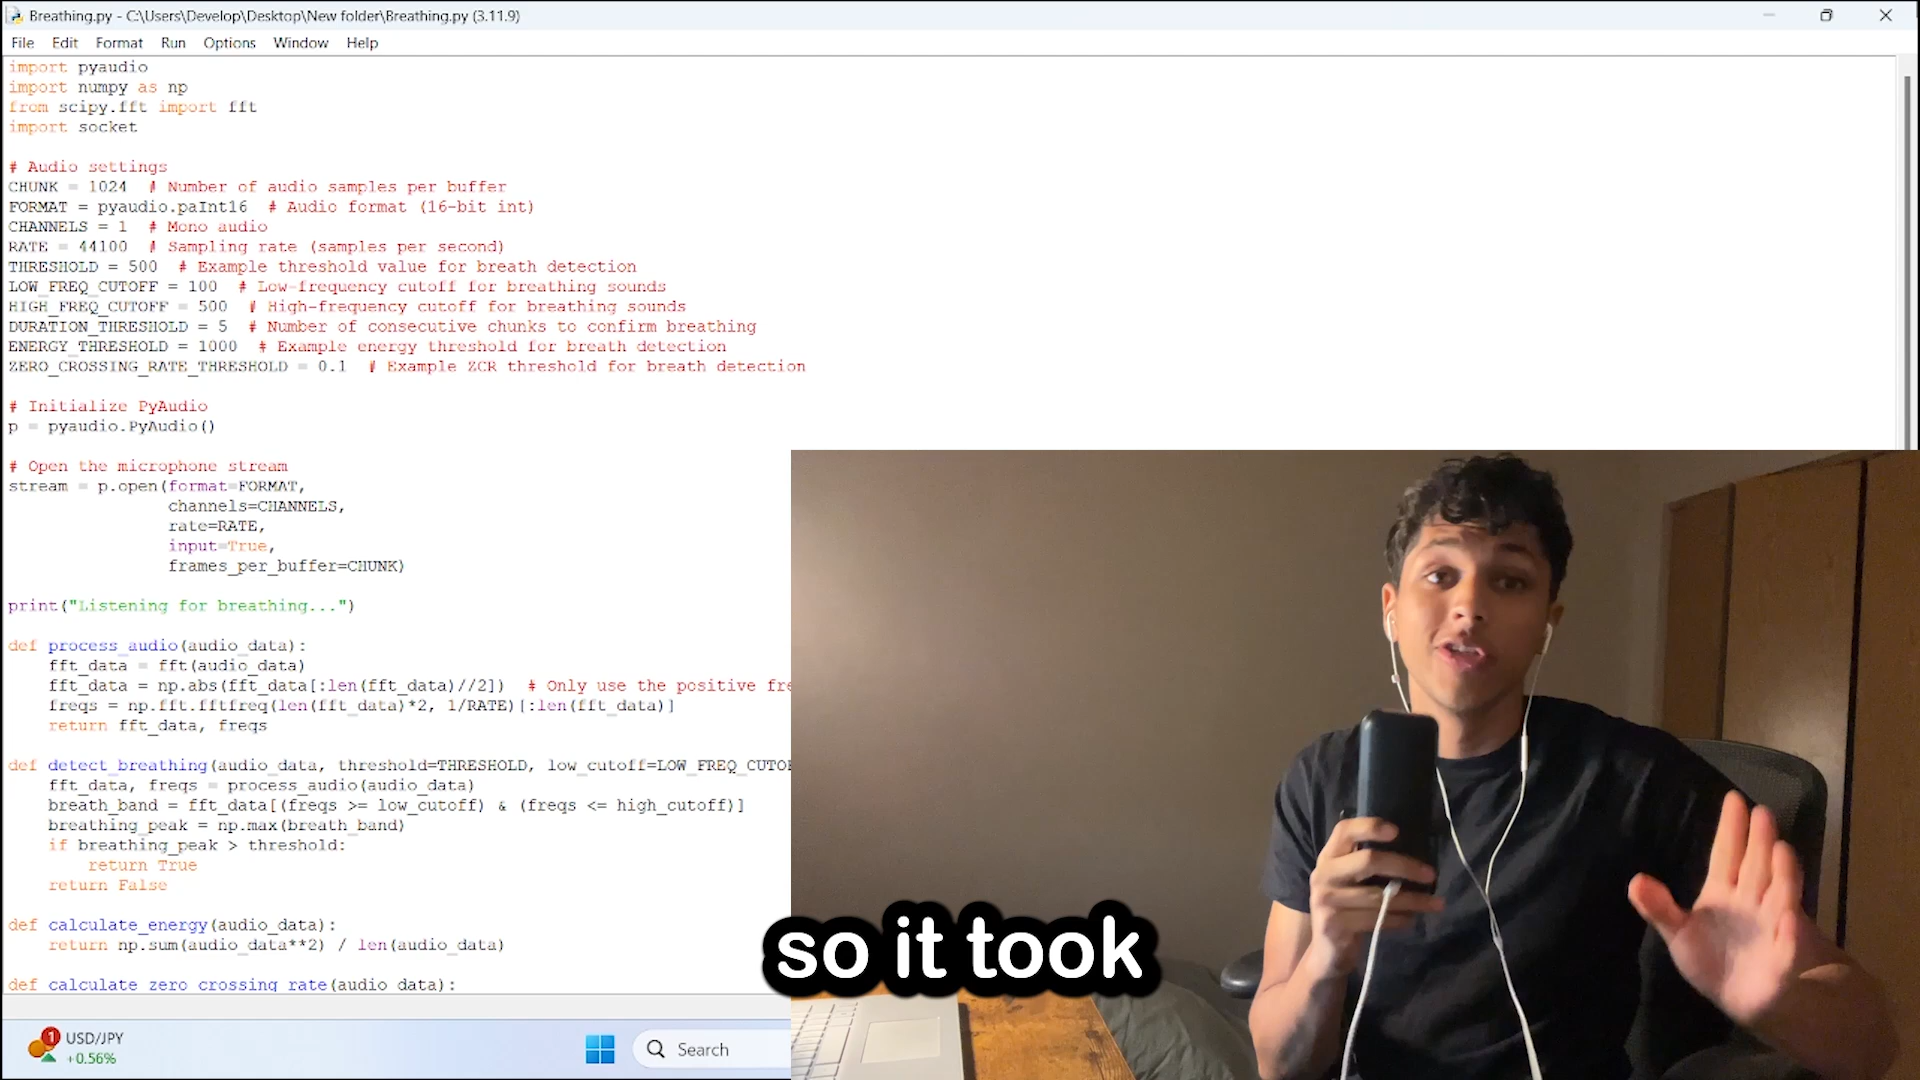 Breathing.py - C:\Users\Develop\Desktop\New folder\Breathing.py (3.11.9)
File Edit Format Run Options Window Help
import pyaudio
import numpy as np
from scipy.fft import fft
import socket
# Audio settings
CHUNK = 1024  # Number of audio samples per buffer
FORMAT = pyaudio.paInt16  # Audio format (16-bit int)
CHANNELS = 1  # Mono audio
RATE = 44100  # Sampling rate (samples per second)
THRESHOLD = 500  # Example threshold value for breath detection
LOW_FREQ_CUTOFF = 100  # Low-frequency cutoff for breathing sounds
HIGH_FREQ_CUTOFF = 500  # High-frequency cutoff for breathing sounds
DURATION_THRESHOLD = 5  # Number of consecutive chunks to confirm breathing
ENERGY_THRESHOLD = 1000  # Example energy threshold for breath detection
ZERO_CROSSING_RATE_THRESHOLD = 0.1  # Example ZCR threshold for breath detection
# Initialize PyAudio
p = pyaudio.PyAudio()
# Open the microphone stream
stream = p.open(format=FORMAT,
                channels=CHANNELS,
                rate=RATE,
                input=True,
                frames_per_buffer=CHUNK)
print("Listening for breathing...")
def process_audio(audio_data):
    fft_data = fft(audio_data)
    fft_data = np.abs(fft_data[:len(fft_data)//2])  # Only use the positive fre
    freqs = np.fft.fftfreq(len(fft_data)*2, 1/RATE)[:len(fft_data)]
    return fft_data, freqs
def detect_breathing(audio_data, threshold=THRESHOLD, low_cutoff=LOW_FREQ_CUTOF
    fft_data, freqs = process_audio(audio_data)
    breath_band = fft_data[(freqs >= low_cutoff) & (freqs <= high_cutoff)]
    breathing_peak = np.max(breath_band)
    if breathing_peak > threshold:
        return True
    return False
def calculate_energy(audio_data):
    return np.sum(audio_data**2) / len(audio_data)
def calculate_zero_crossing_rate(audio_data):
so it took
1
USD/JPY
+0.56%
Search